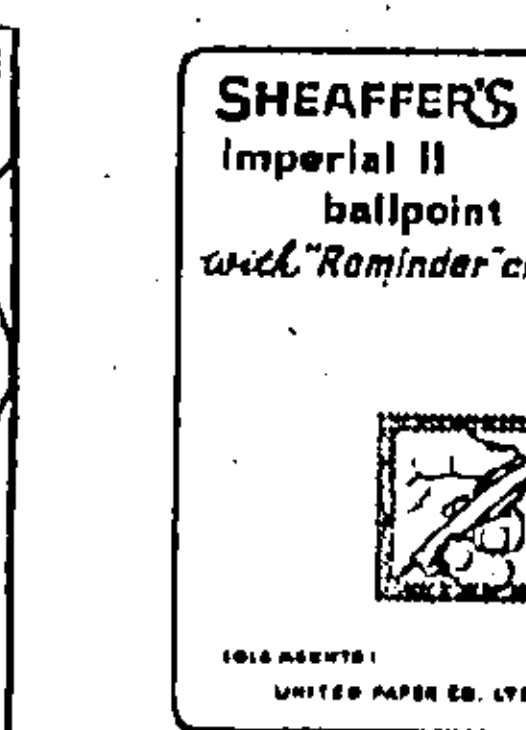 SHEAFFER'S
Imperial II
ballpoint
with "Reminder" cl
SOLE AGENTS:
UNITED PAPER CO. LTD